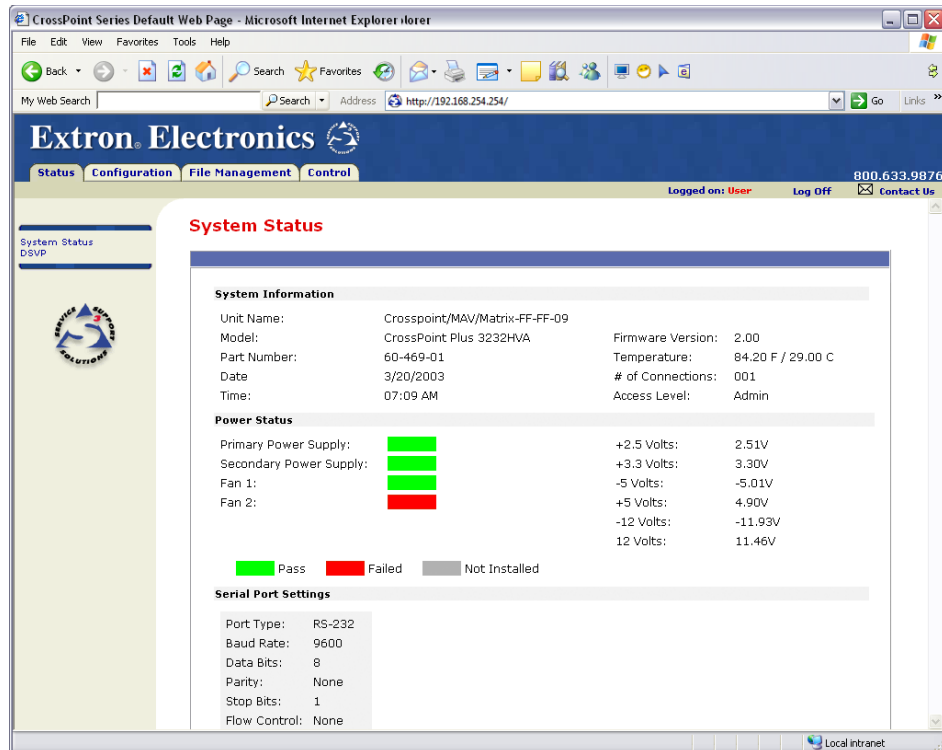 CrossPoint Series Default Web Page - Microsoft Internet Explorer lorer
File Edit View Favorites Tools Help
Back Search Favorites
My Web Search Search Address http://192.168.254.254/ Go Links »
Extron® Electronics
Status Configuration File Management Control
800.633.9876
Logged on: User Log Off Contact Us
System Status
DSVP
SERVICE SUPPORT SOLUTIONS 3
System Status
System Information
Unit Name: Crosspoint/MAV/Matrix-FF-FF-09
Model: CrossPoint Plus 3232HVA Firmware Version: 2.00
Part Number: 60-469-01 Temperature: 84.20 F / 29.00 C
Date 3/20/2003 # of Connections: 001
Time: 07:09 AM Access Level: Admin
Power Status
Primary Power Supply: +2.5 Volts: 2.51V
Secondary Power Supply: +3.3 Volts: 3.30V
Fan 1: -5 Volts: -5.01V
Fan 2: +5 Volts: 4.90V
-12 Volts: -11.93V
12 Volts: 11.46V
Pass Failed Not Installed
Serial Port Settings
Port Type: RS-232
Baud Rate: 9600
Data Bits: 8
Parity: None
Stop Bits: 1
Flow Control: None
Local intranet